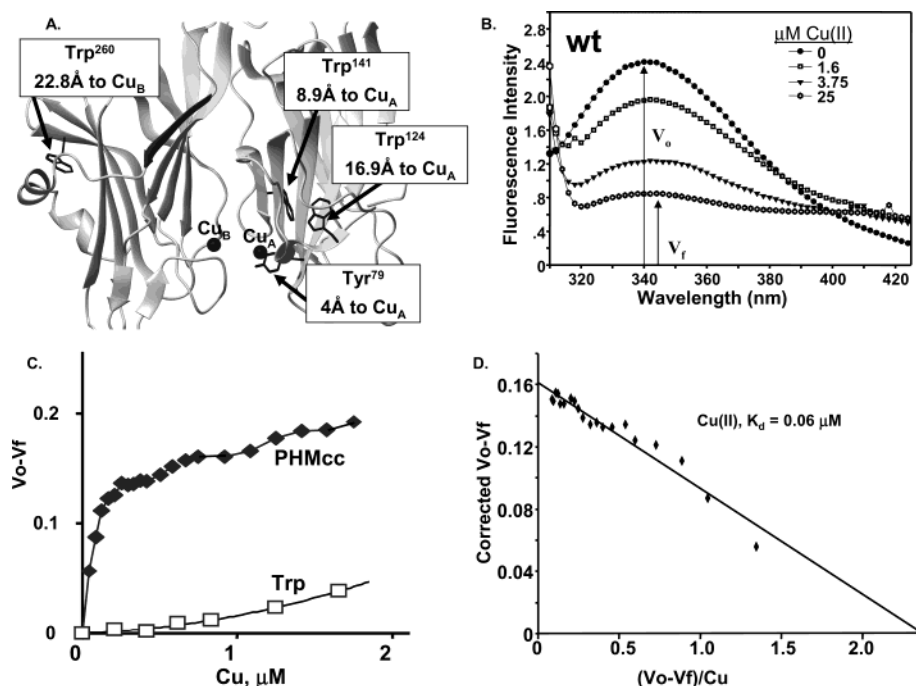 A.
Trp260
22.8Å to CuB
Trp141
8.9Å to CuA
Trp124
16.9Å to CuA
CuB
CuA
Tyr79
4Å to CuA
B.
wt
μM Cu(II)
0
1.6
3.75
25
Fluorescence Intensity
2.8
2.4
2.0
1.6
1.2
.8
.4
0
Vo
Vf
320 340 360 380 400 420
Wavelength (nm)
C.
Vo-Vf
0.2
0.1
0
PHMcc
Trp
0 1 2
Cu, μM
D.
Corrected Vo-Vf
0.16
0.12
0.08
0.04
0
Cu(II), Kd = 0.06 μM
0 0.5 1.0 1.5 2.0
(Vo-Vf)/Cu